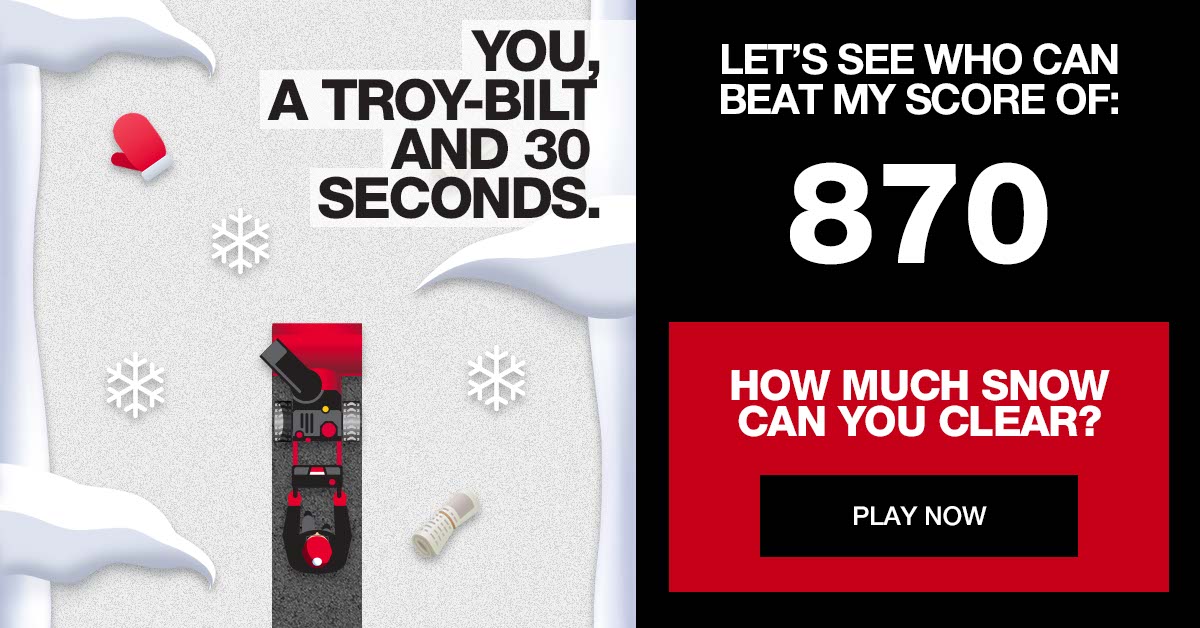 YOU,
A TROY-BILT
AND 30
SECONDS.
LET’S SEE WHO CAN
BEAT MY SCORE OF:
870
HOW MUCH SNOW
CAN YOU CLEAR?
PLAY NOW